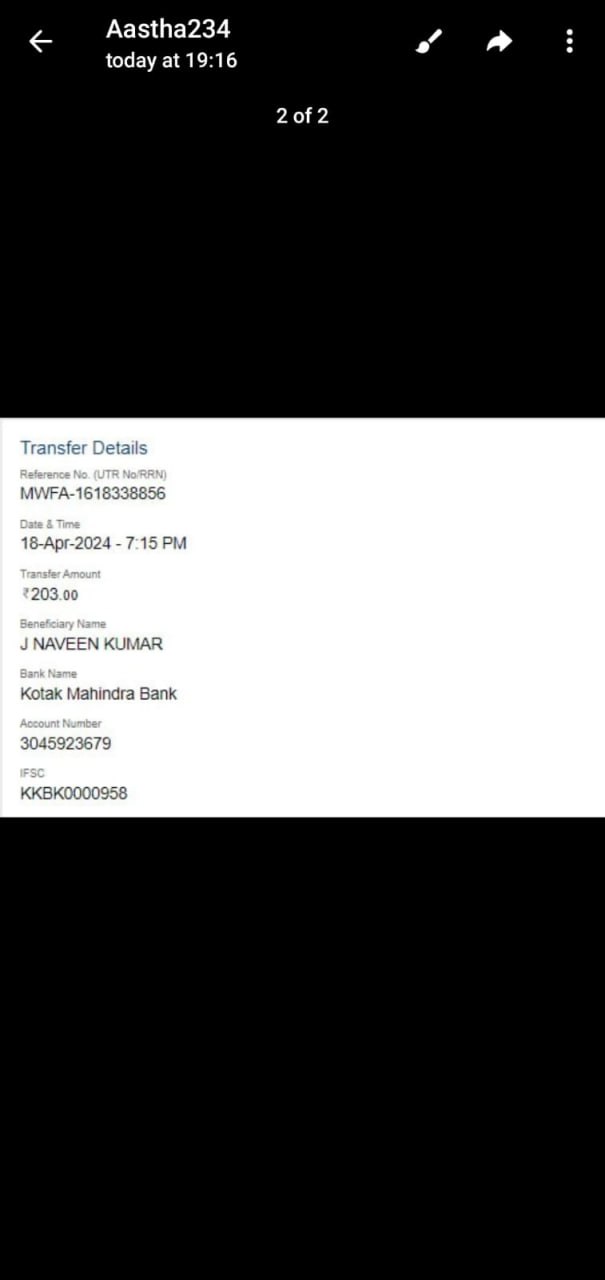 Aastha234
today at 19:16
2 of 2
Transfer Details
Reference No. (UTR No/RRN)
MWFA-1618338856
Date & Time
18-Apr-2024 - 7:15 PM
Transfer Amount
₹203.00
Beneficiary Name
J NAVEEN KUMAR
Bank Name
Kotak Mahindra Bank
Account Number
3045923679
IFSC
KKBK0000958